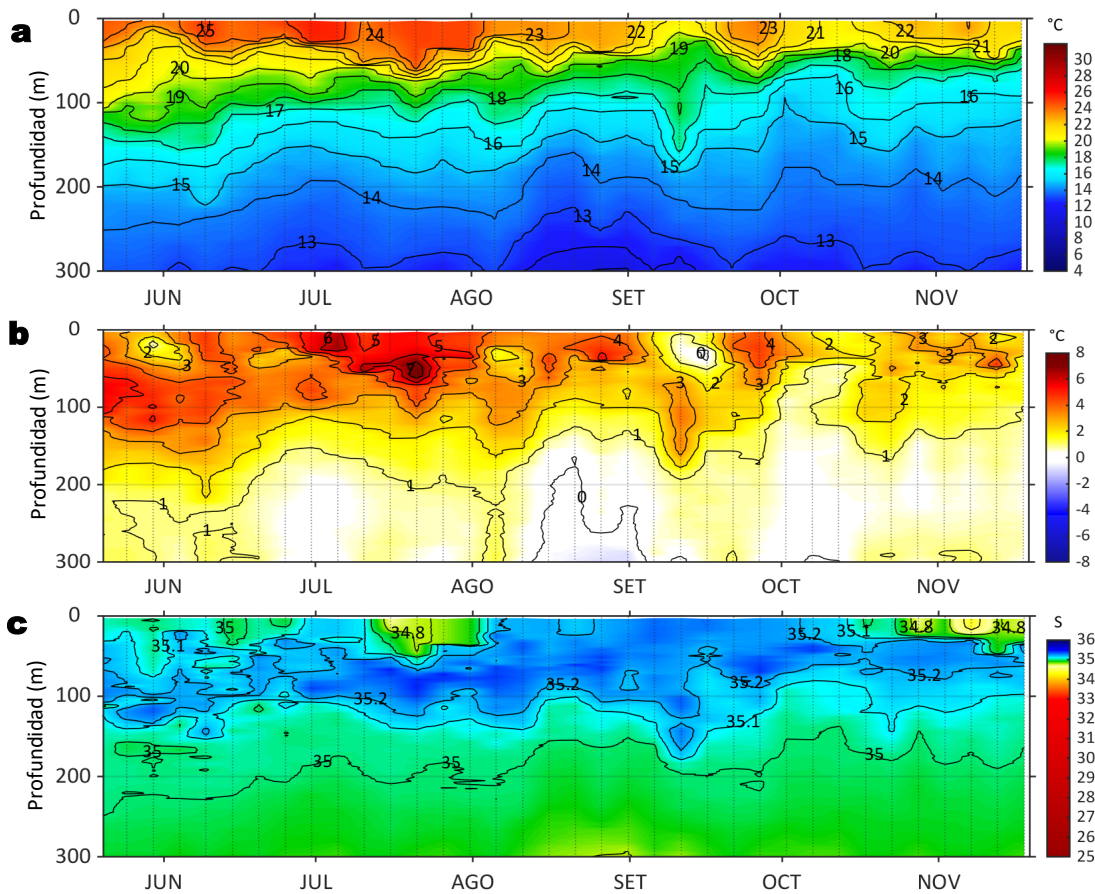 a
°C
Profundidad (m)
0
100
200
300
25 24 23 22 19 23 21 22 21
20 18 20
19 17 18 16 16
16 15 15
15 14 14 14
13 13 13
30
28
26
24
22
20
18
16
14
12
10
8
6
4
JUN JUL AGO SET OCT NOV
b
°C
Profundidad (m)
0
100
200
300
2 3 6 5 5 7 3 4 3 2 4 3 2 3 3 2
2
1 1 1 1 1
0
8
6
4
2
0
-2
-4
-6
-8
JUN JUL AGO SET OCT NOV
c
S
Profundidad (m)
0
100
200
300
35 34.8 35.2 35.1 34.8 34.8
35.1
35.2 35.2 35.2 35.2
35.1
35 35 35 35
36
35
34
33
32
31
30
29
28
27
26
25
JUN JUL AGO SET OCT NOV